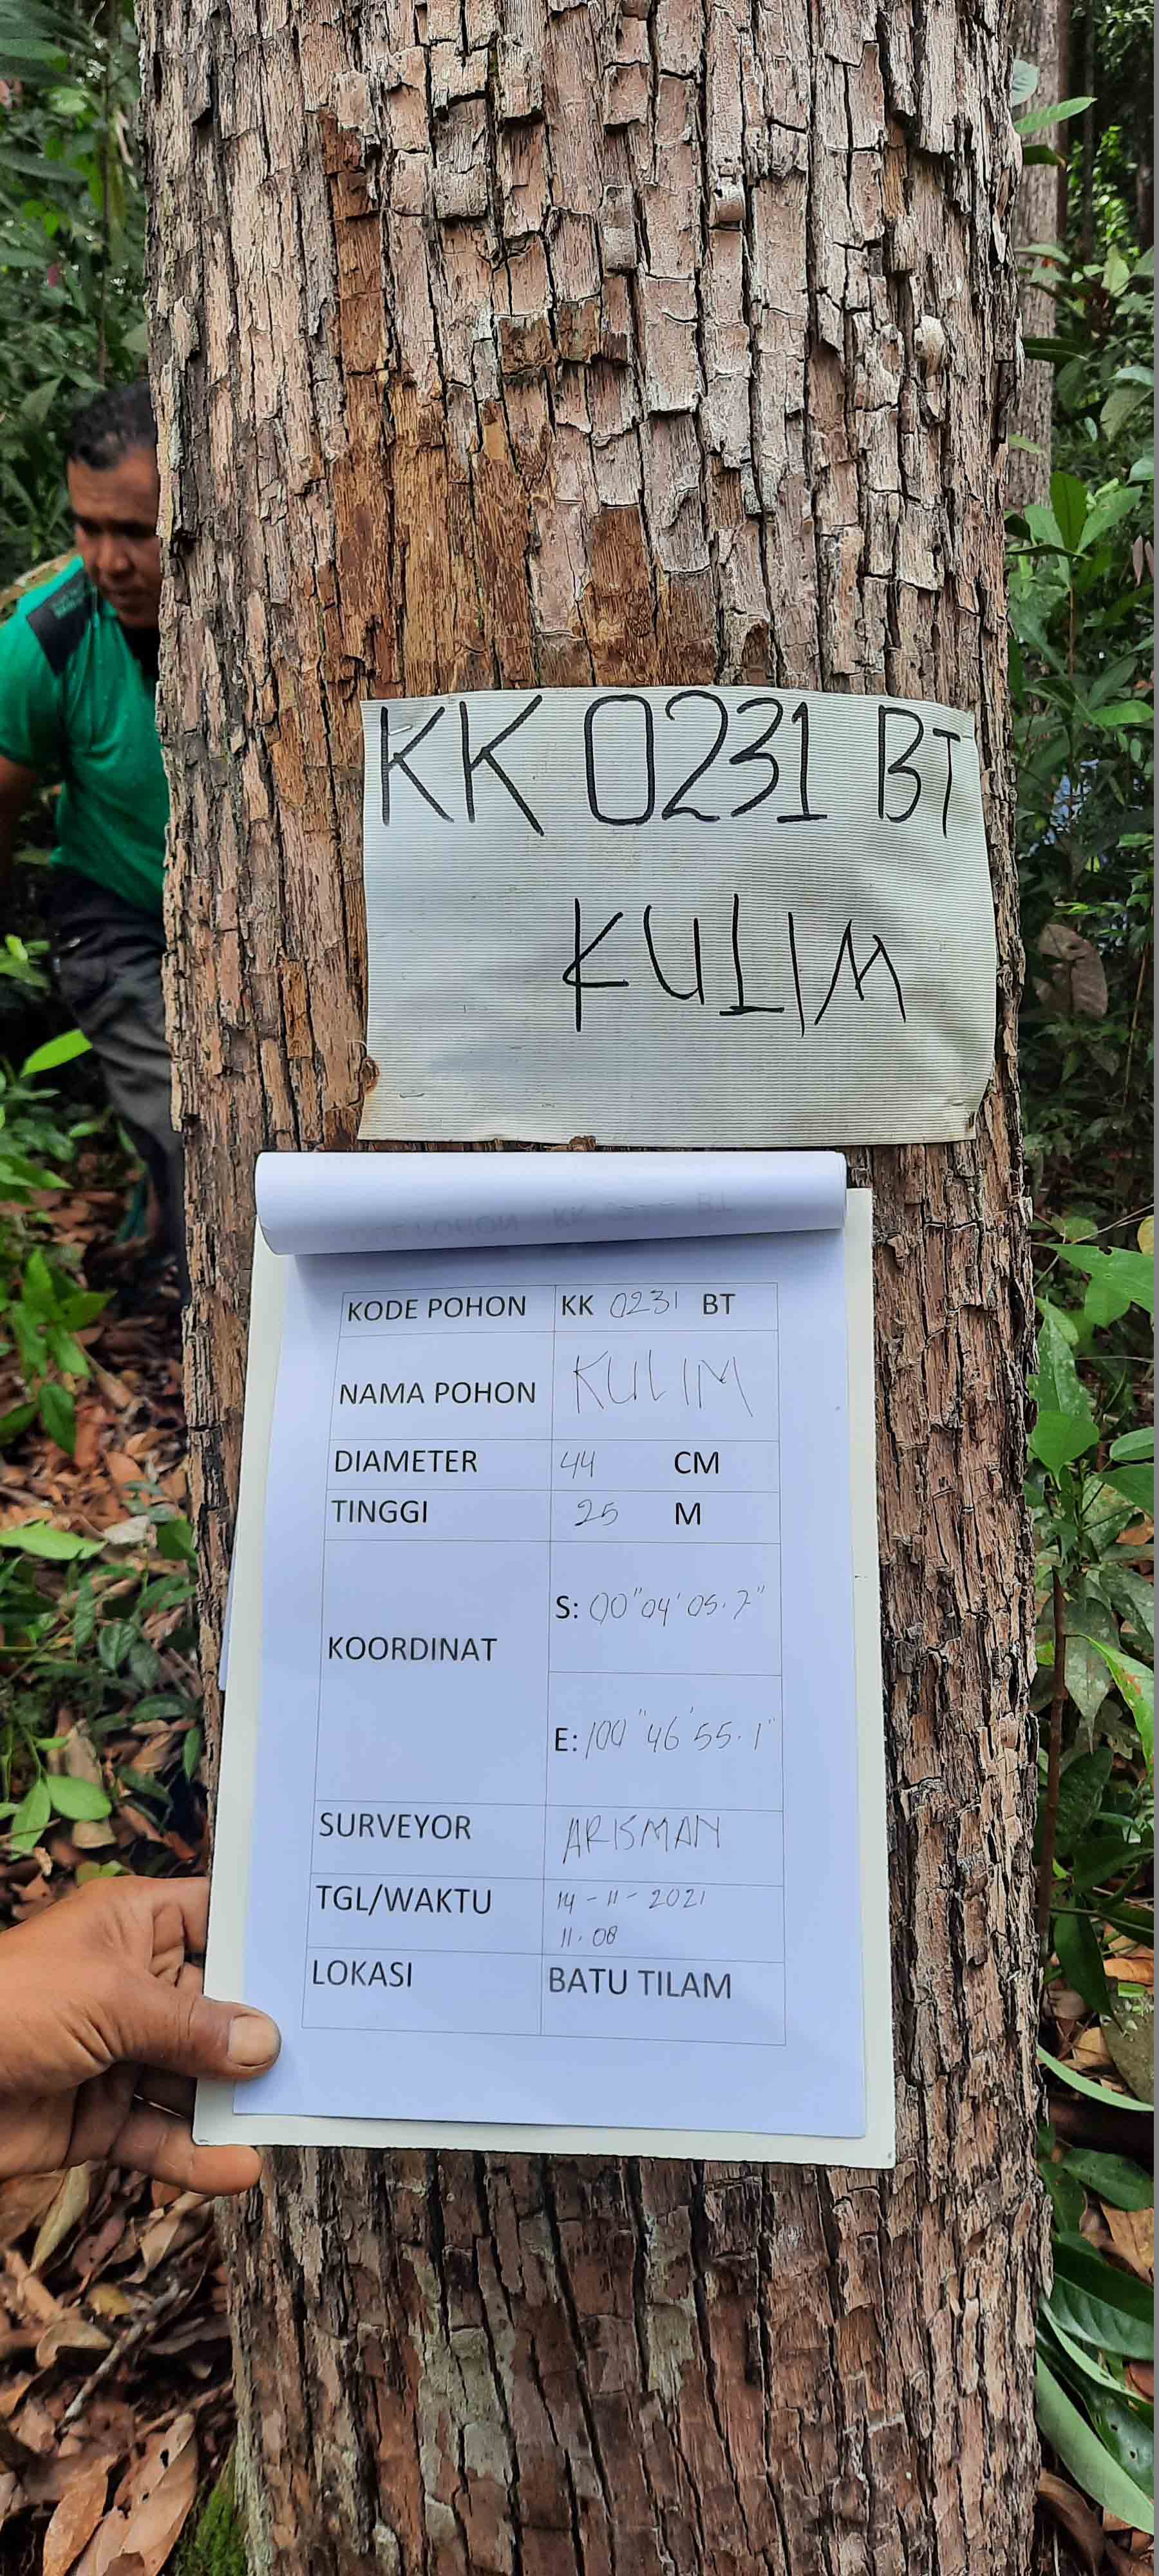 KK 0231 BT
KULIM
KODE POHON KK 0231 BT
NAMA POHON KULIM
DIAMETER 44 CM
TINGGI 25 M
KOORDINAT
S: 00"04'05.7"
E: 100"46'55.1"
SURVEYOR ARISMAN
TGL/WAKTU 14-11-2021
11.08
LOKASI BATU TILAM